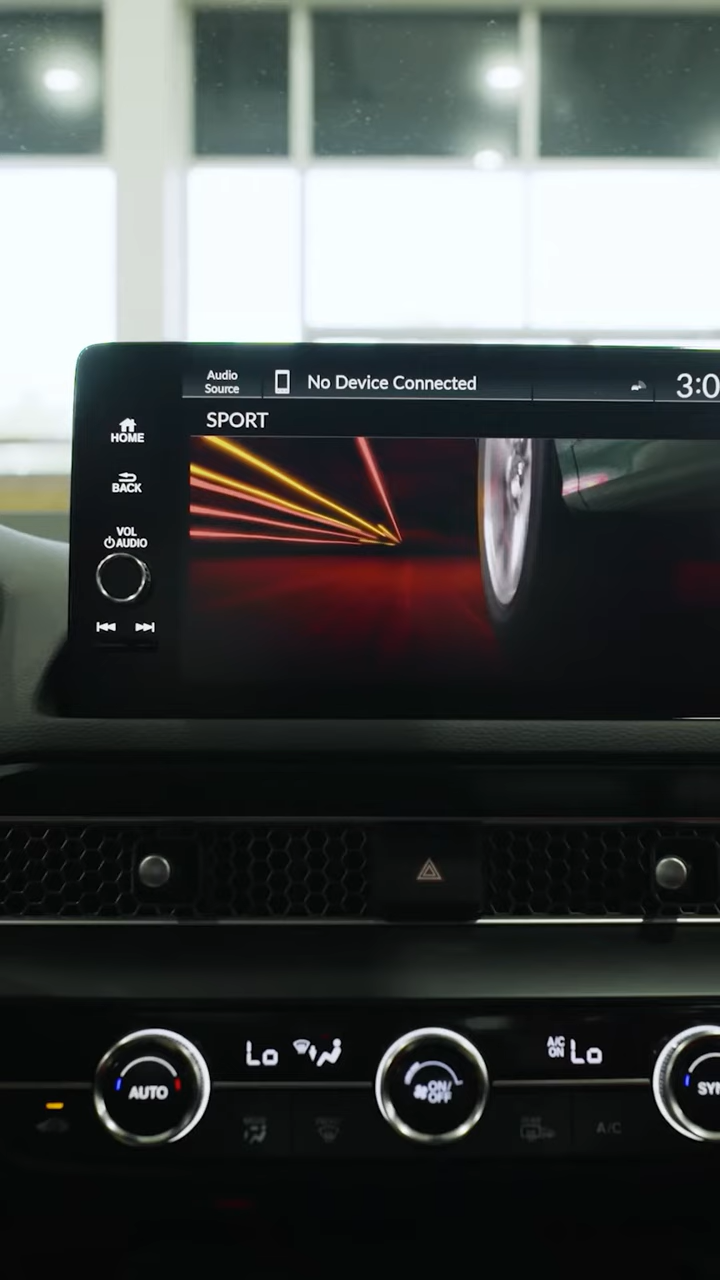 Audio
Source
No Device Connected
3:0
SPORT
HOME
BACK
VOL
AUDIO
Lo
A/C
ON
Lo
AUTO
ON/
OFF
SYN
A/C